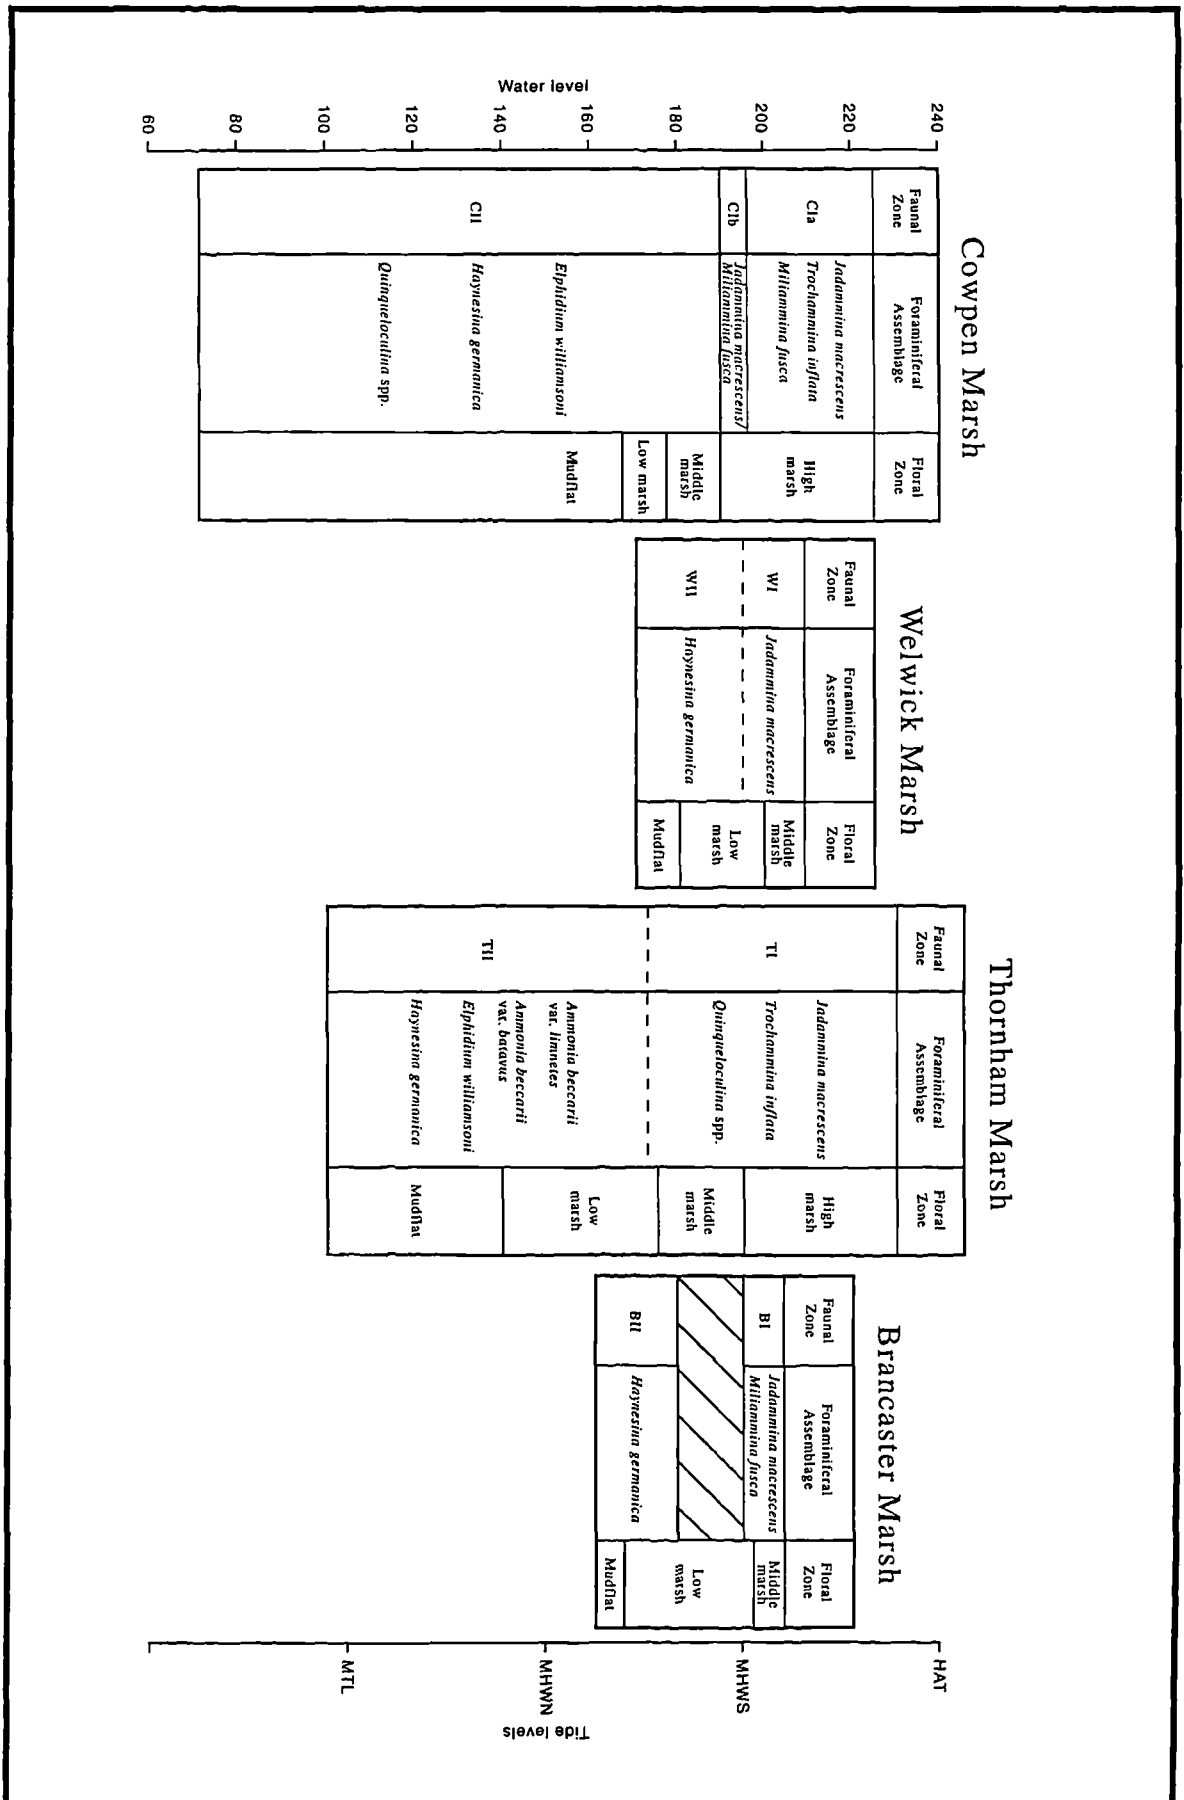 Water level
240
220
200
180
160
140
120
100
80
60
Cowpen Marsh
Faunal
Zone
Foraminiferal
Assemblage
Floral
Zone
CIa
Jadammina macrescens
Trochammina inflata
Miliammina fusca
High
marsh
CIb
Jadammina macrescens/
Miliammina fusca
Middle
marsh
Low marsh
CII
Elphidium williamsoni
Haynesina germanica
Quinqueloculina spp.
Mudflat
Welwick Marsh
Faunal
Zone
Foraminiferal
Assemblage
Floral
Zone
WI
Jadammina macrescens
Middle
marsh
WII
Haynesina germanica
Low
marsh
Mudflat
Thornham Marsh
Faunal
Zone
Foraminiferal
Assemblage
Floral
Zone
TI
Jadammina macrescens
Trochammina inflata
Quinqueloculina spp.
High
marsh
Middle
marsh
TII
Ammonia beccarii
var. limnetes
Ammonia beccarii
var. batavus
Elphidium williamsoni
Haynesina germanica
Low
marsh
Mudflat
Brancaster Marsh
Faunal
Zone
Foraminiferal
Assemblage
Floral
Zone
BI
Jadammina macrescens
Miliammina fusca
Middle
marsh
BII
Haynesina germanica
Low
marsh
Mudflat
HAT
MHWS
MHWN
MTL
Tide levels